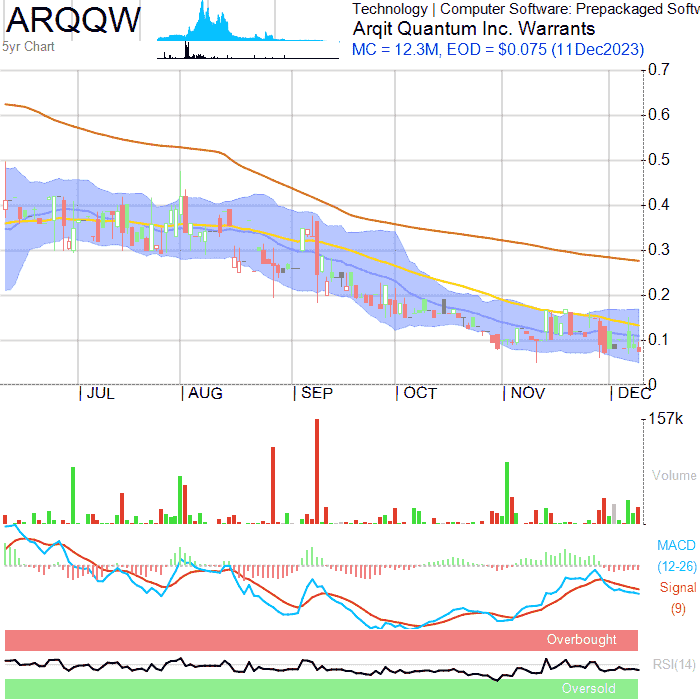 ARQQW
Technology | Computer Software: Prepackaged Softw
Arqit Quantum Inc. Warrants
5yr Chart
MC = 12.3M, EOD = $0.075 (11Dec2023)
0.7
0.6
0.5
0.4
0.3
0.2
0.1
0
JUL
AUG
SEP
OCT
NOV
DEC
157k
Volume
MACD
(12-26)
Signal
(9)
Overbought
RSI(14)
Oversold